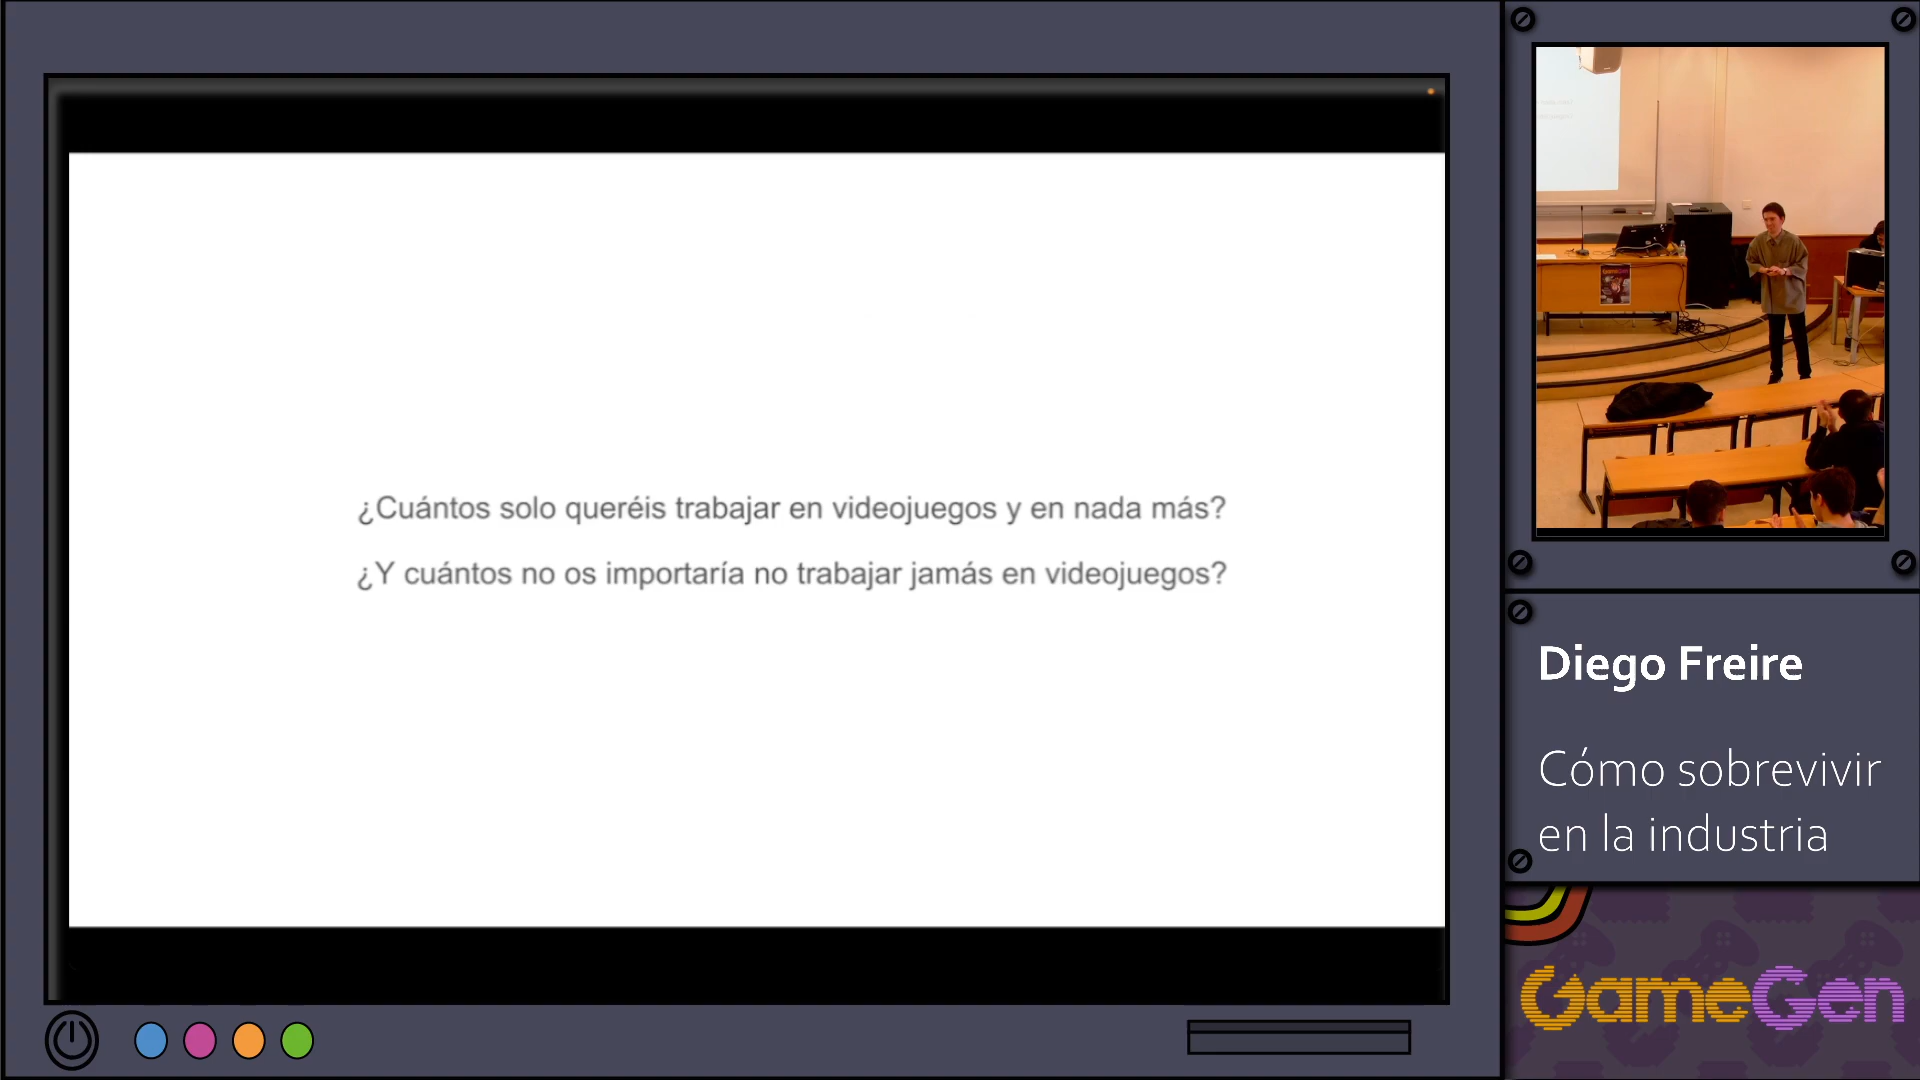 ¿Cuántos solo queréis trabajar en videojuegos y en nada más?
¿Y cuántos no os importaría no trabajar jamás en videojuegos?
Diego Freire
Cómo sobrevivir
en la industria
GameGen